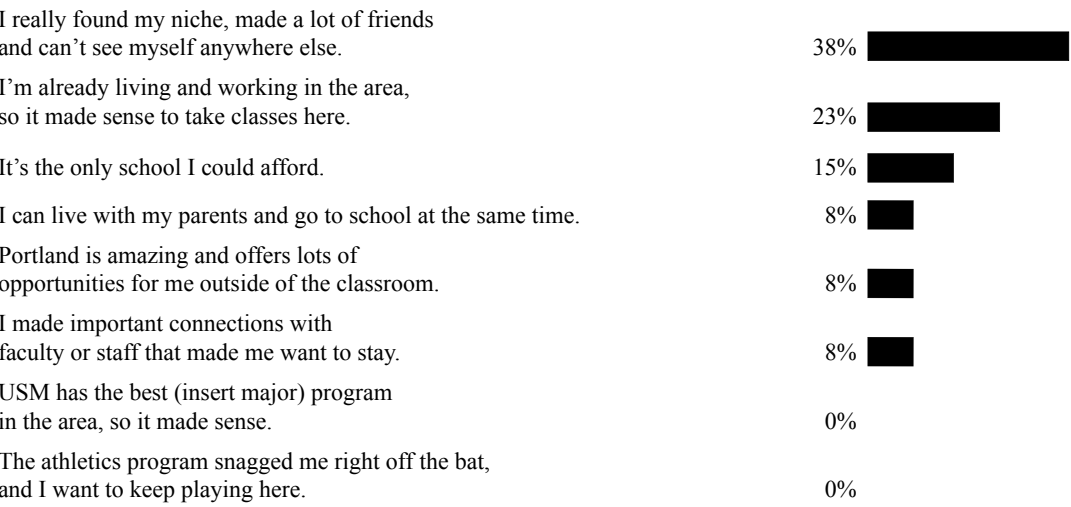 I really found my niche, made a lot of friends
and can’t see myself anywhere else.
38%
I’m already living and working in the area,
so it made sense to take classes here.
23%
It’s the only school I could afford.
15%
I can live with my parents and go to school at the same time.
8%
Portland is amazing and offers lots of
opportunities for me outside of the classroom.
8%
I made important connections with
faculty or staff that made me want to stay.
8%
USM has the best (insert major) program
in the area, so it made sense.
0%
The athletics program snagged me right off the bat,
and I want to keep playing here.
0%